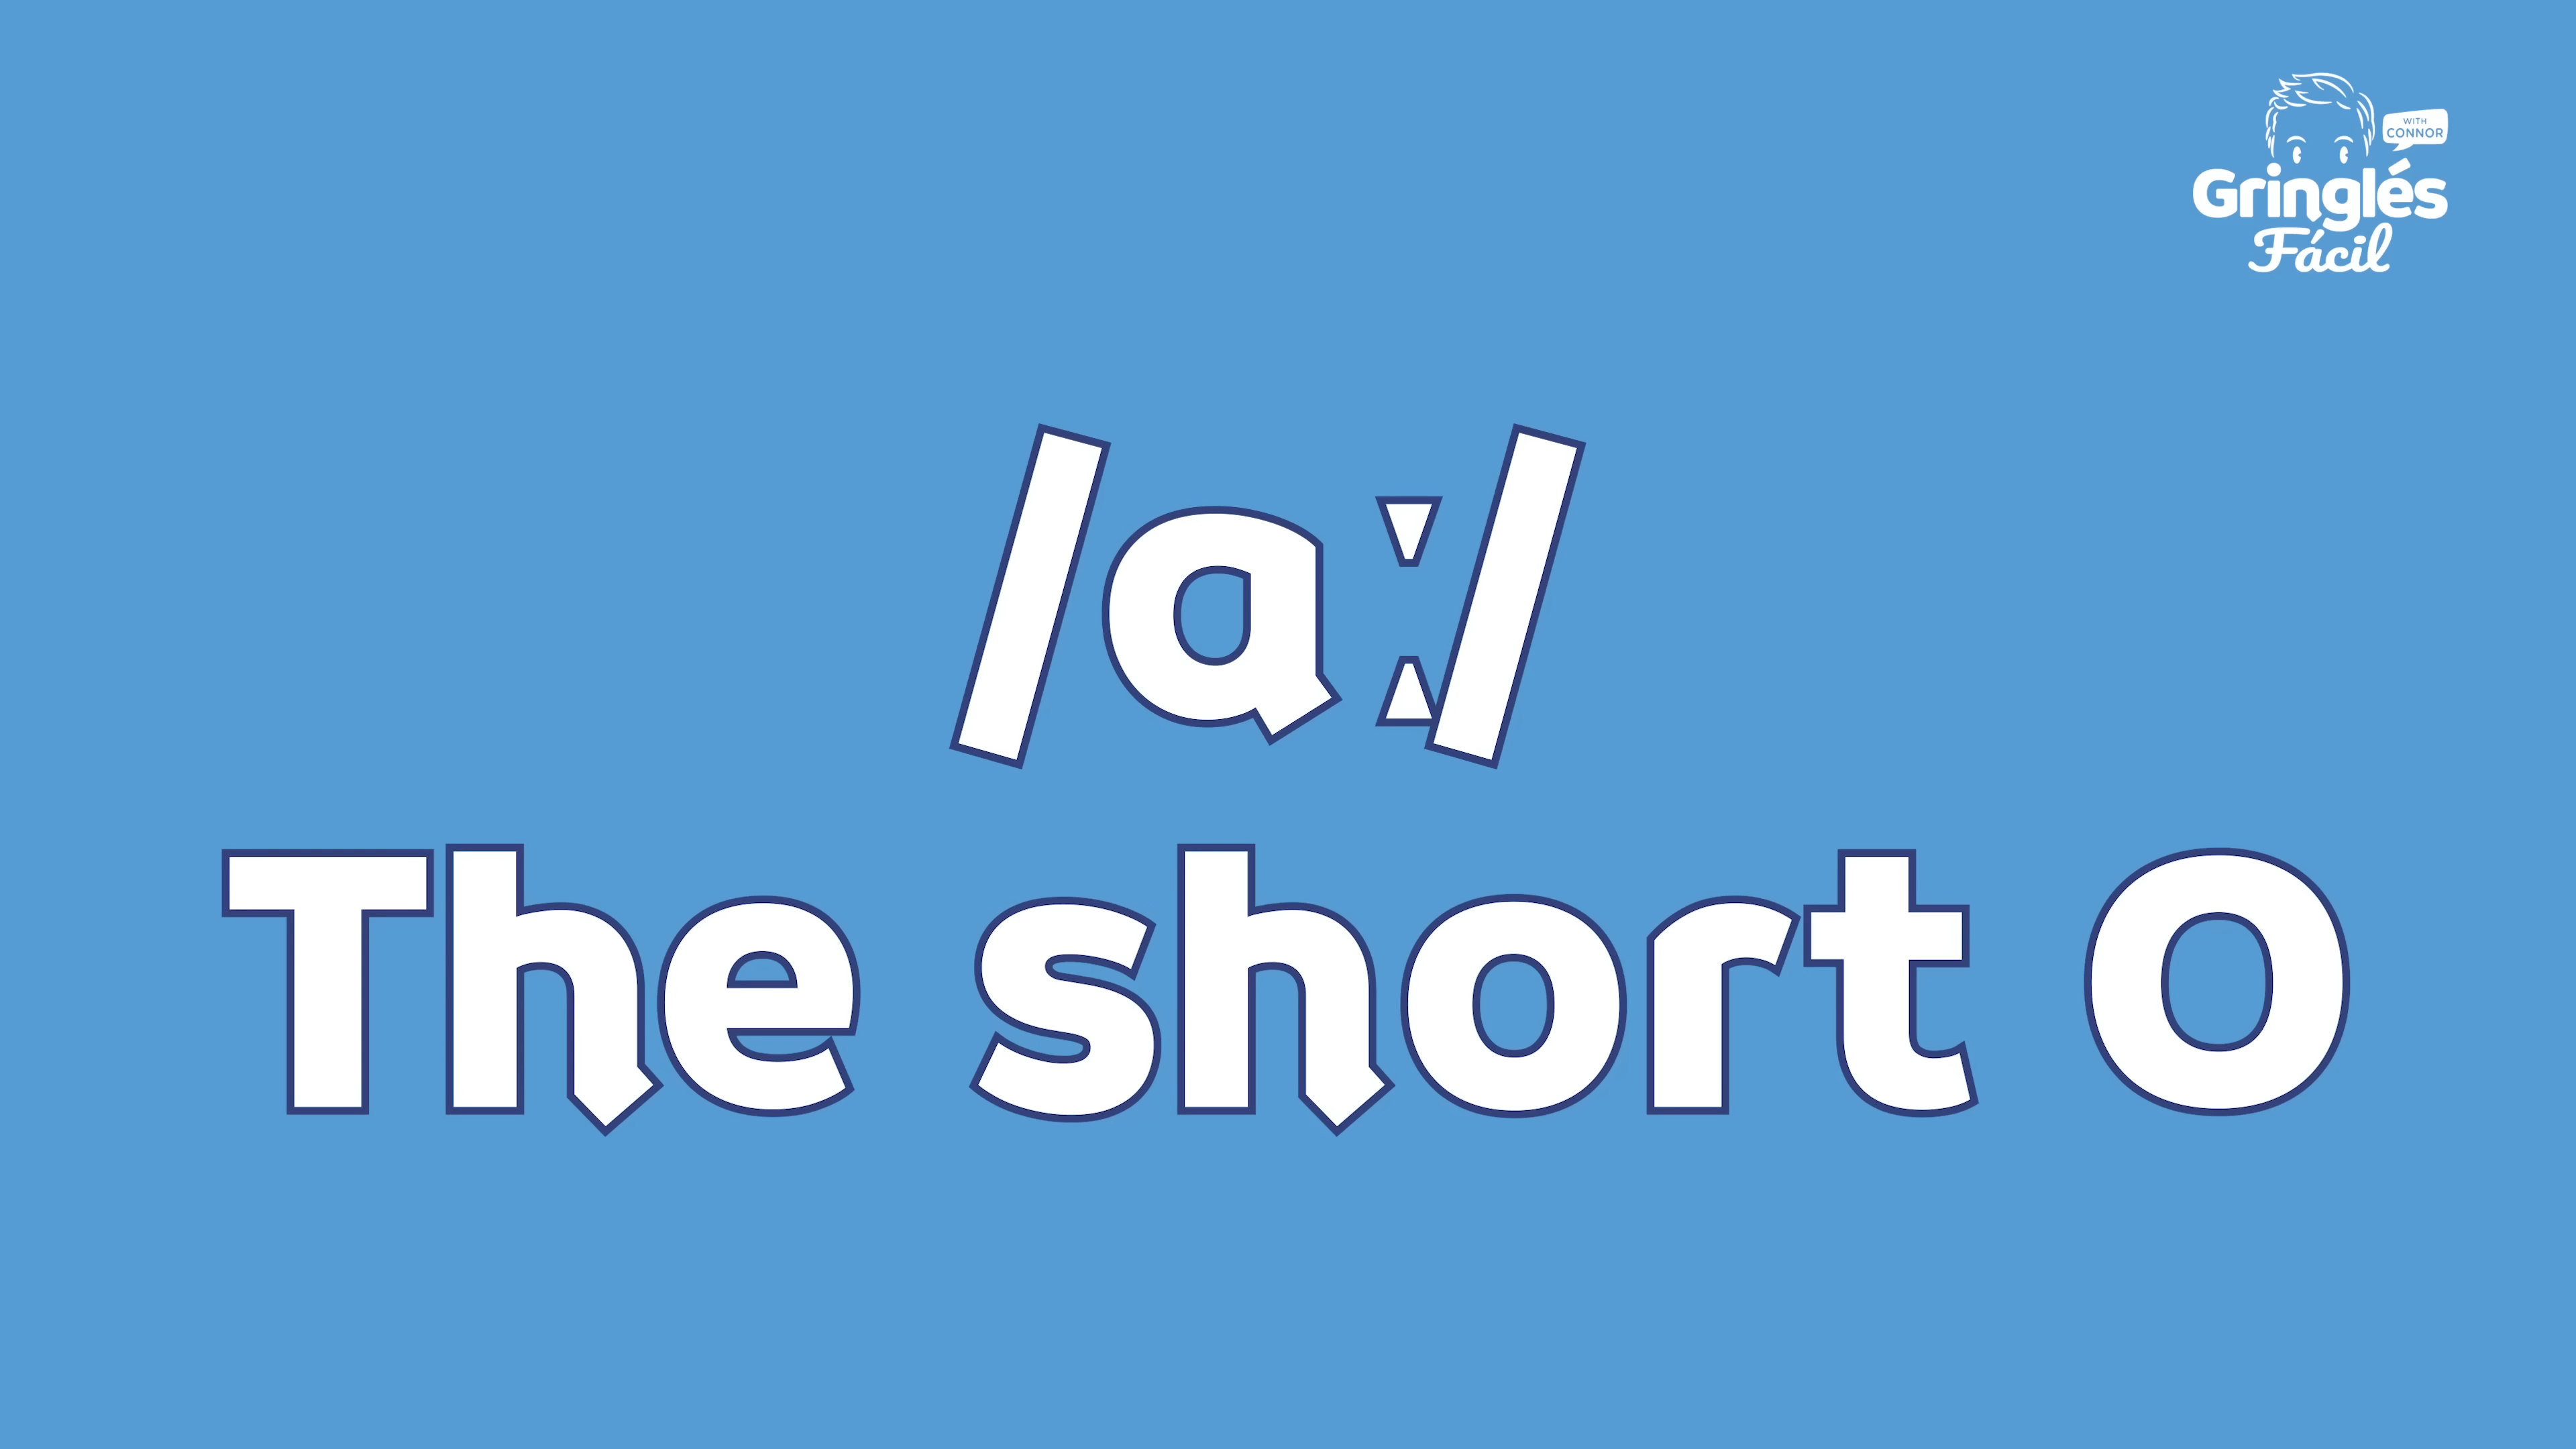 WITH
CONNOR
Gringlés
Fácil
/ɑː/
The short O